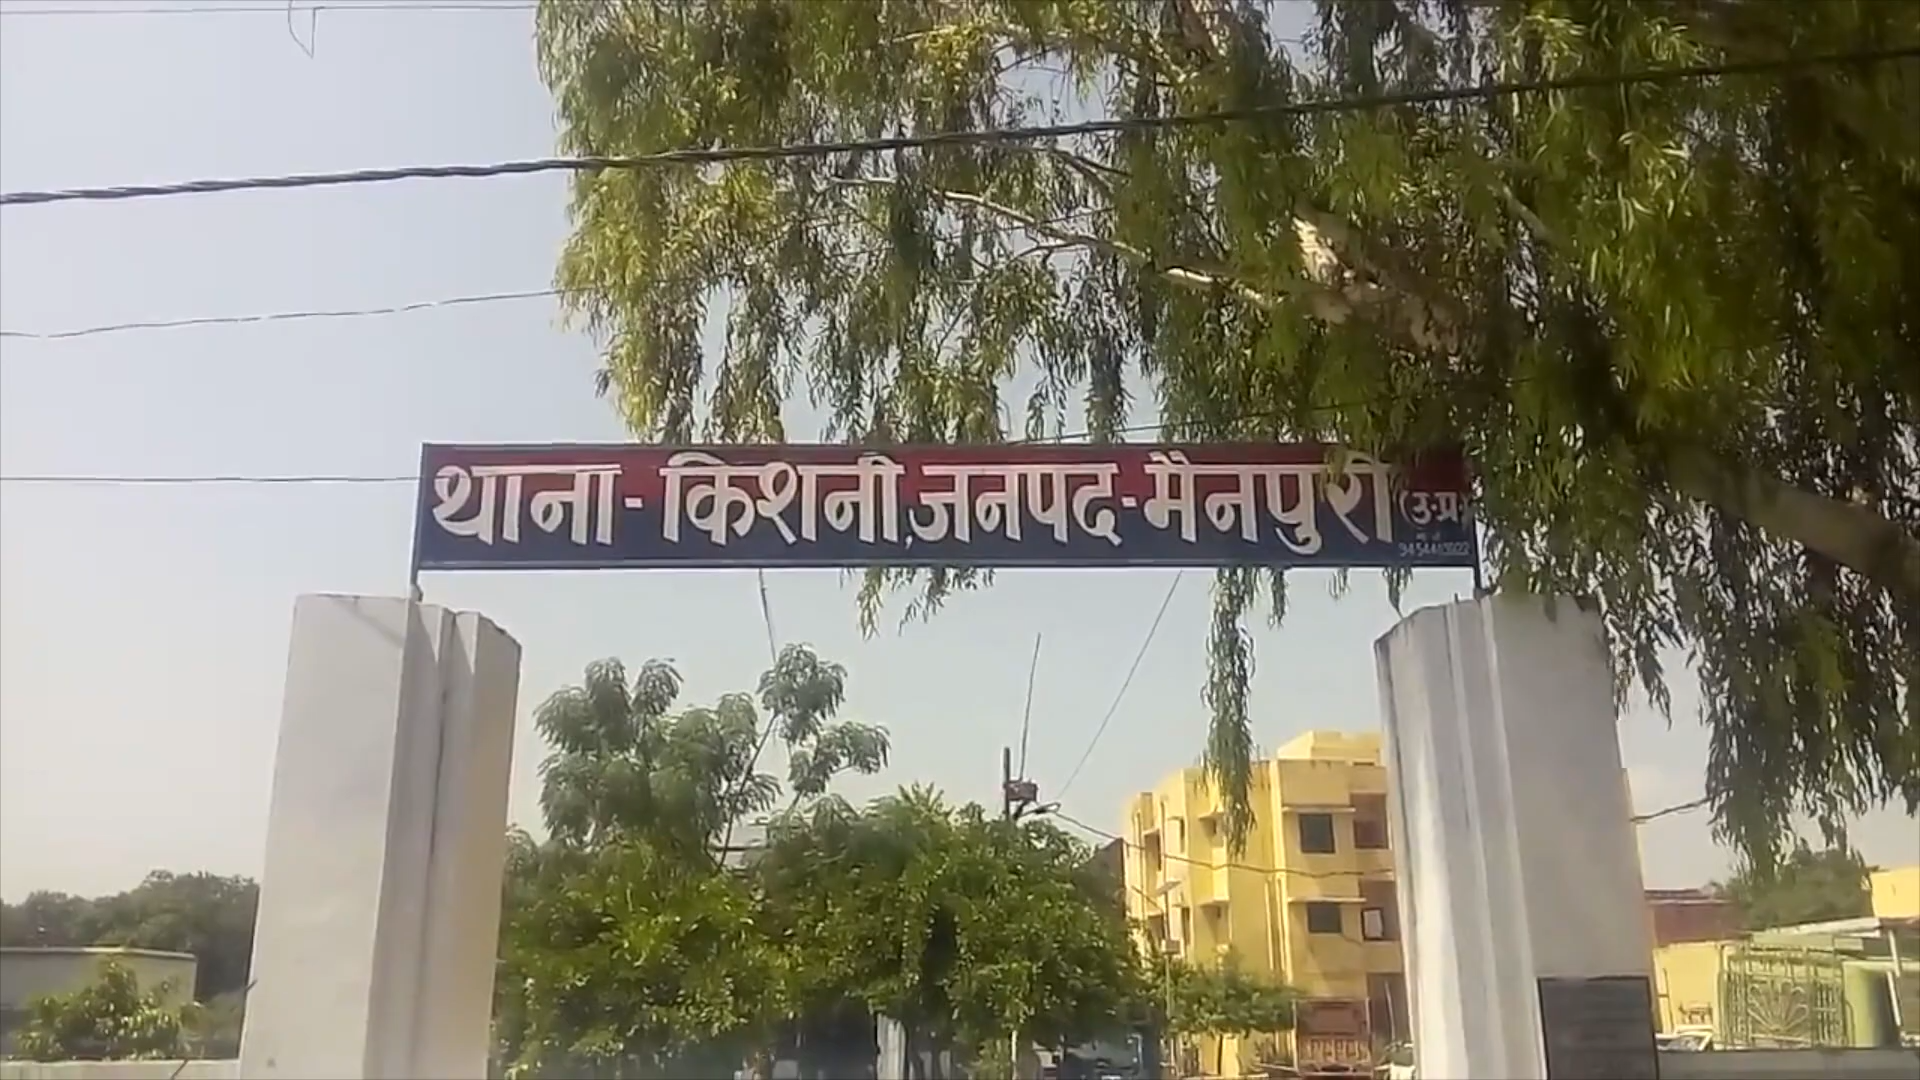 थाना - किशनी, जनपद - मैनपुरी (उ.प्र.)